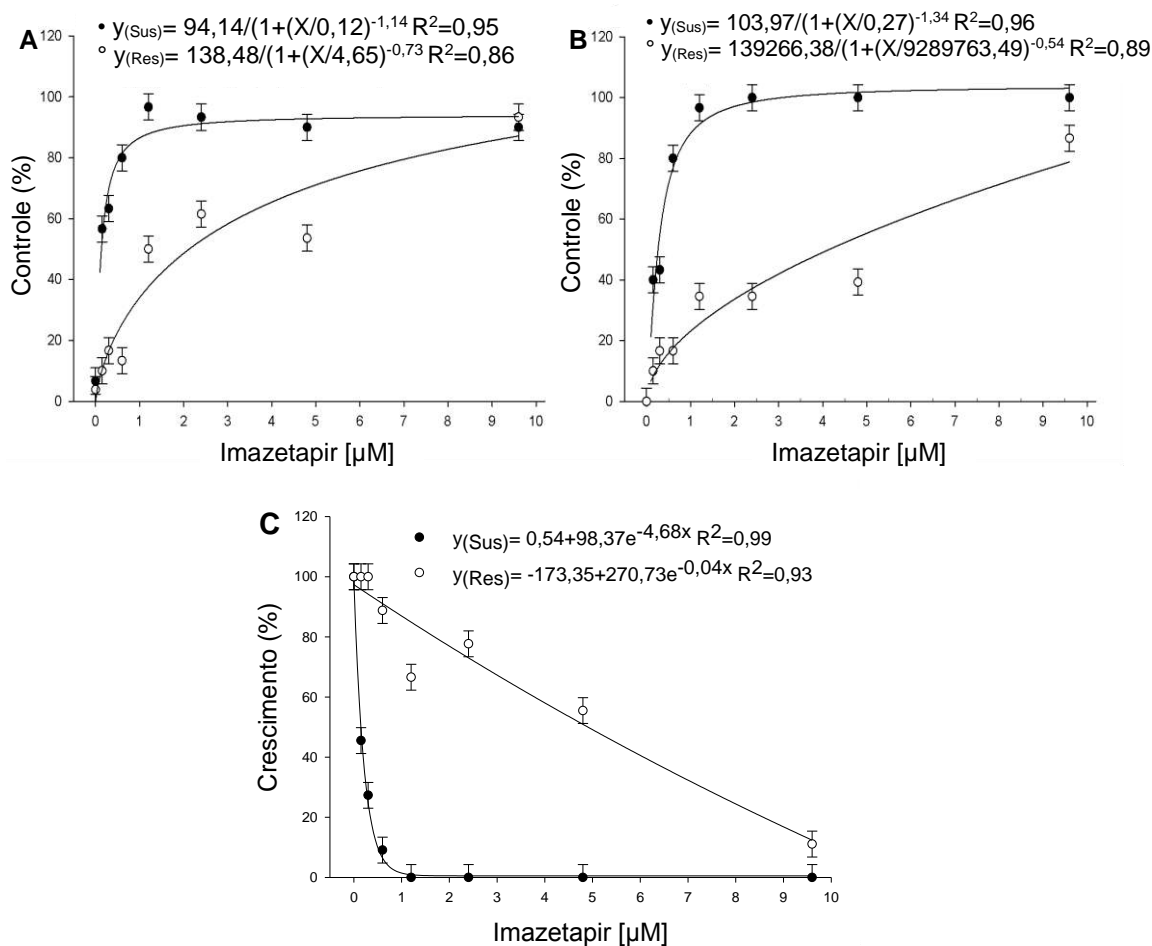 A
● y(Sus)= 94,14/(1+(X/0,12)-1,14 R2=0,95
○ y(Res)= 138,48/(1+(X/4,65)-0,73 R2=0,86
Controle (%)
120
100
80
60
40
20
0
0 1 2 3 4 5 6 7 8 9 10
Imazetapir [µM]
B
● y(Sus)= 103,97/(1+(X/0,27)-1,34 R2=0,96
○ y(Res)= 139266,38/(1+(X/9289763,49)-0,54 R2=0,89
Controle (%)
120
100
80
60
40
20
0
0 1 2 3 4 5 6 7 8 9 10
Imazetapir [µM]
C
● y(Sus)= 0,54+98,37e-4,68x R2=0,99
○ y(Res)= -173,35+270,73e-0,04x R2=0,93
Crescimento (%)
120
100
80
60
40
20
0
0 1 2 3 4 5 6 7 8 9 10
Imazetapir [µM]